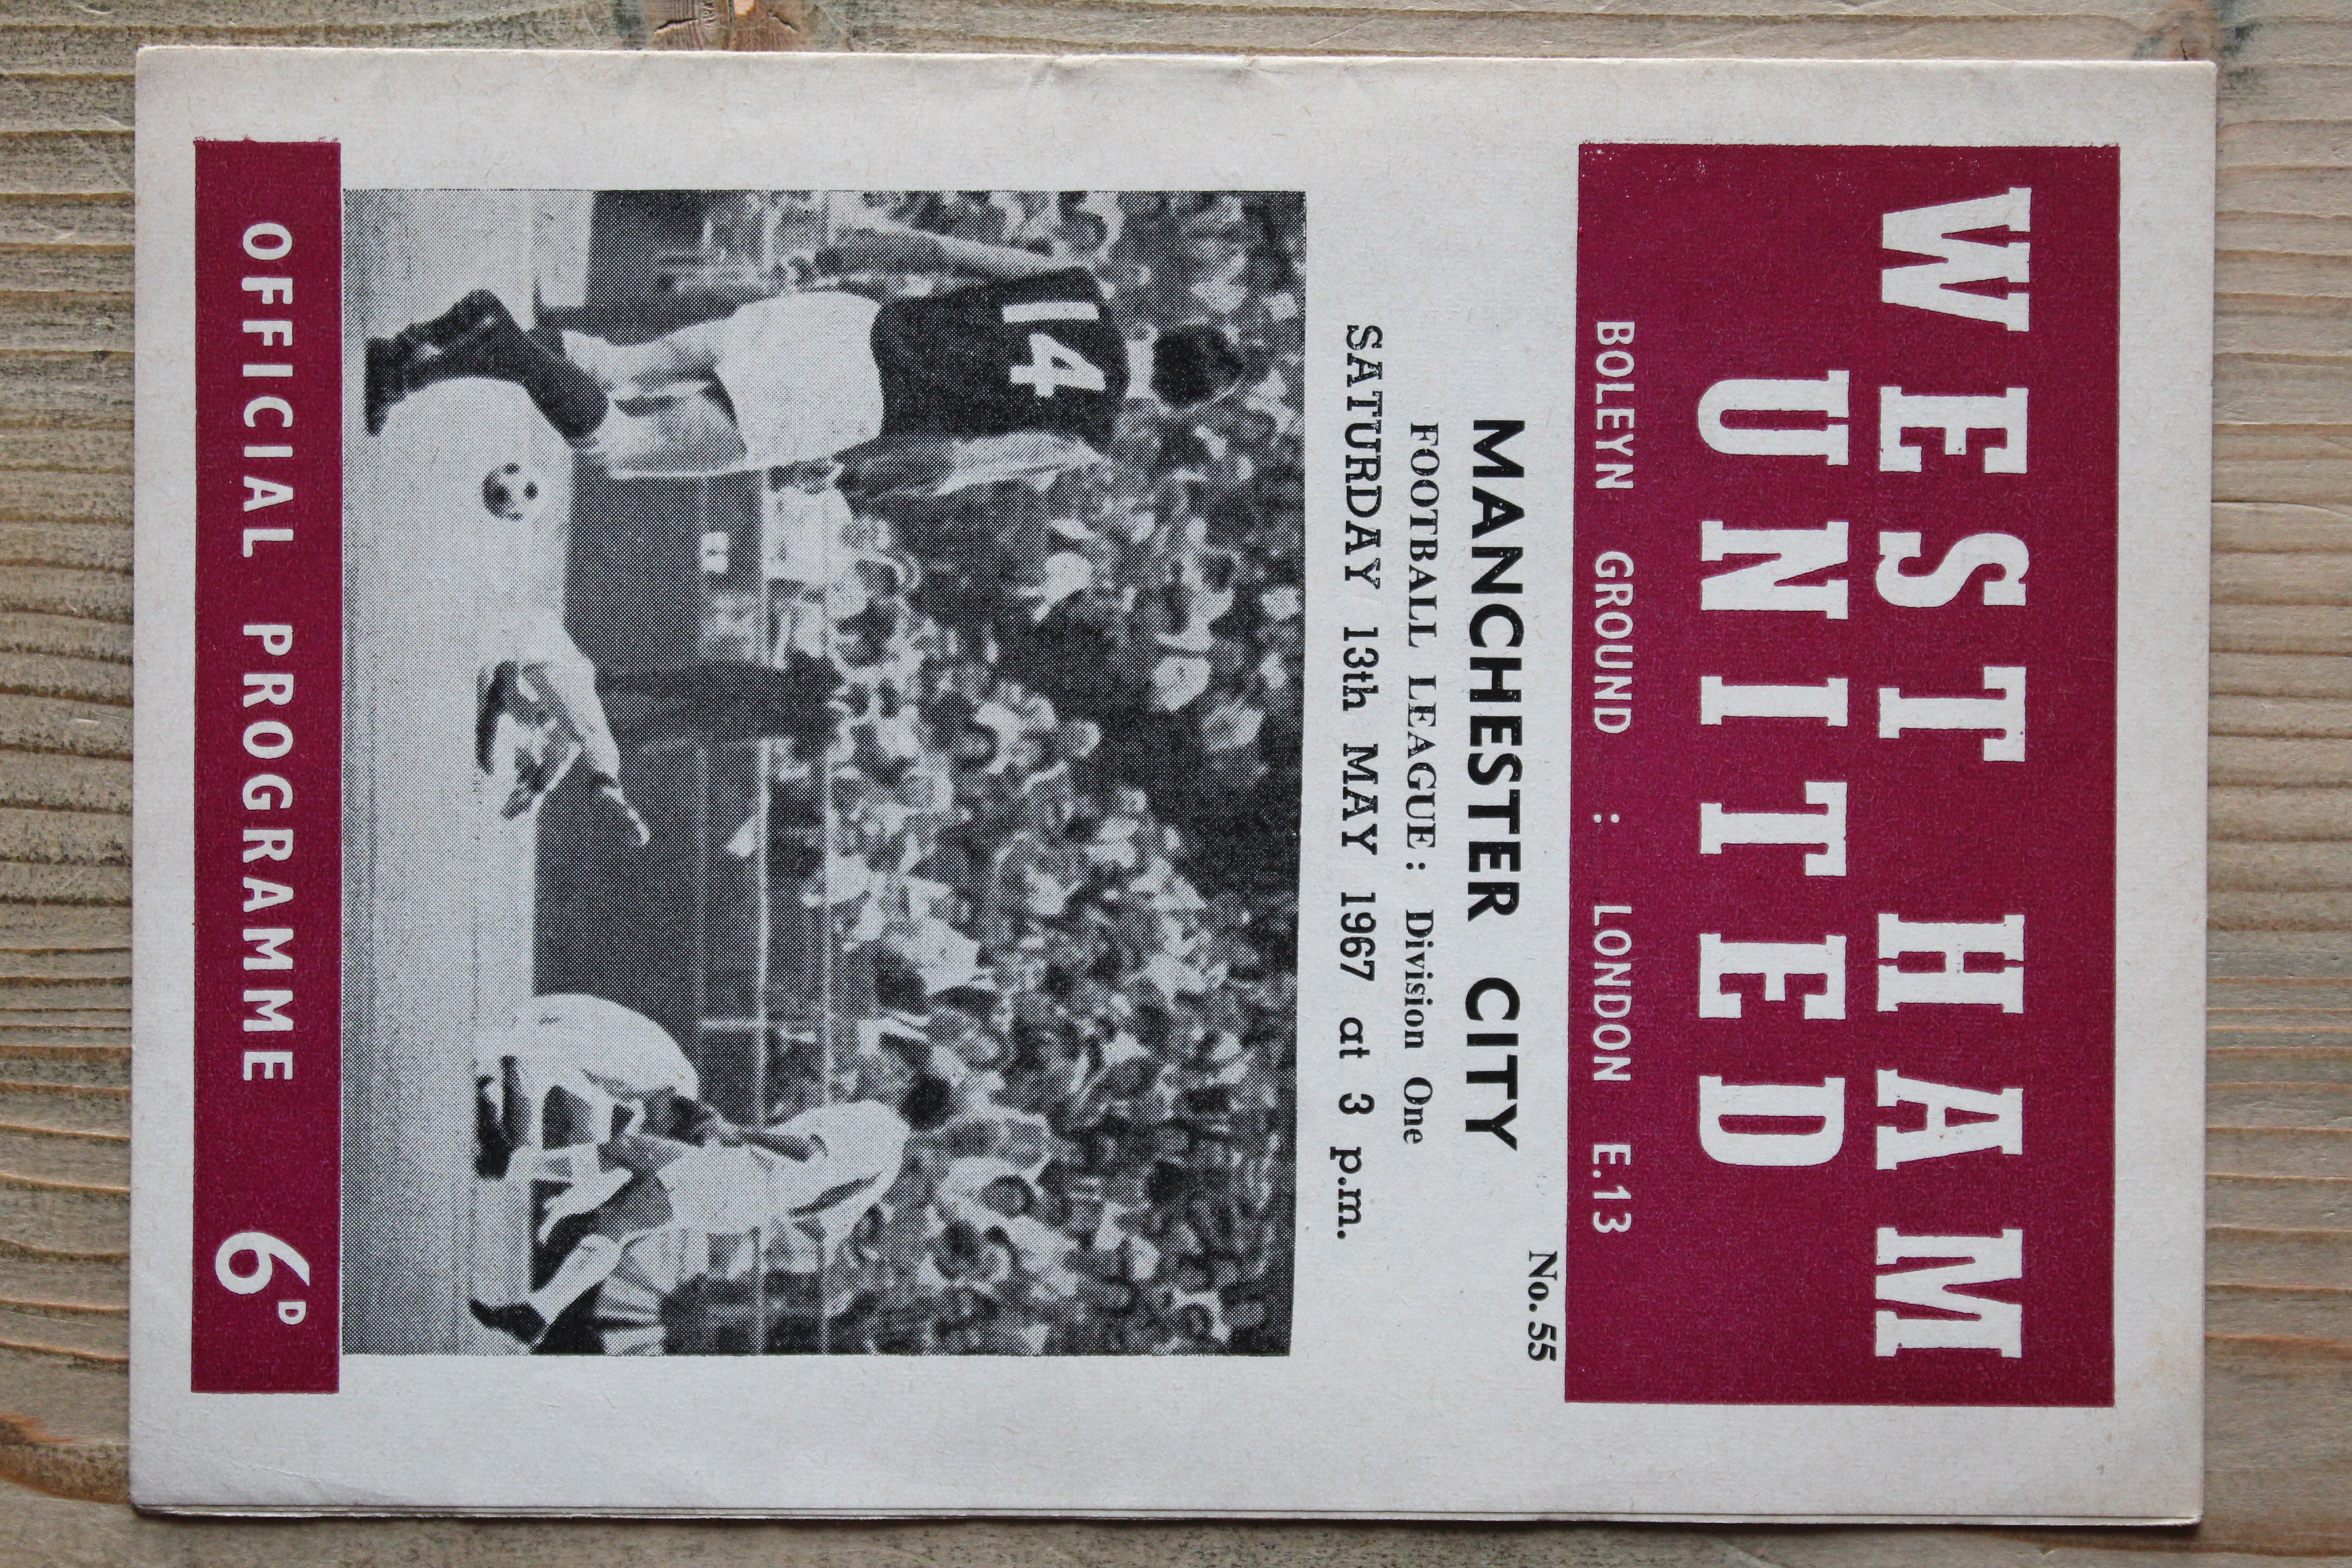 WEST HAM
UNITED
BOLEYN GROUND : LONDON E.13
No. 55
MANCHESTER CITY
FOOTBALL LEAGUE : Division One
SATURDAY 13th MAY 1967 at 3 p.m.
14
OFFICIAL PROGRAMME 6D